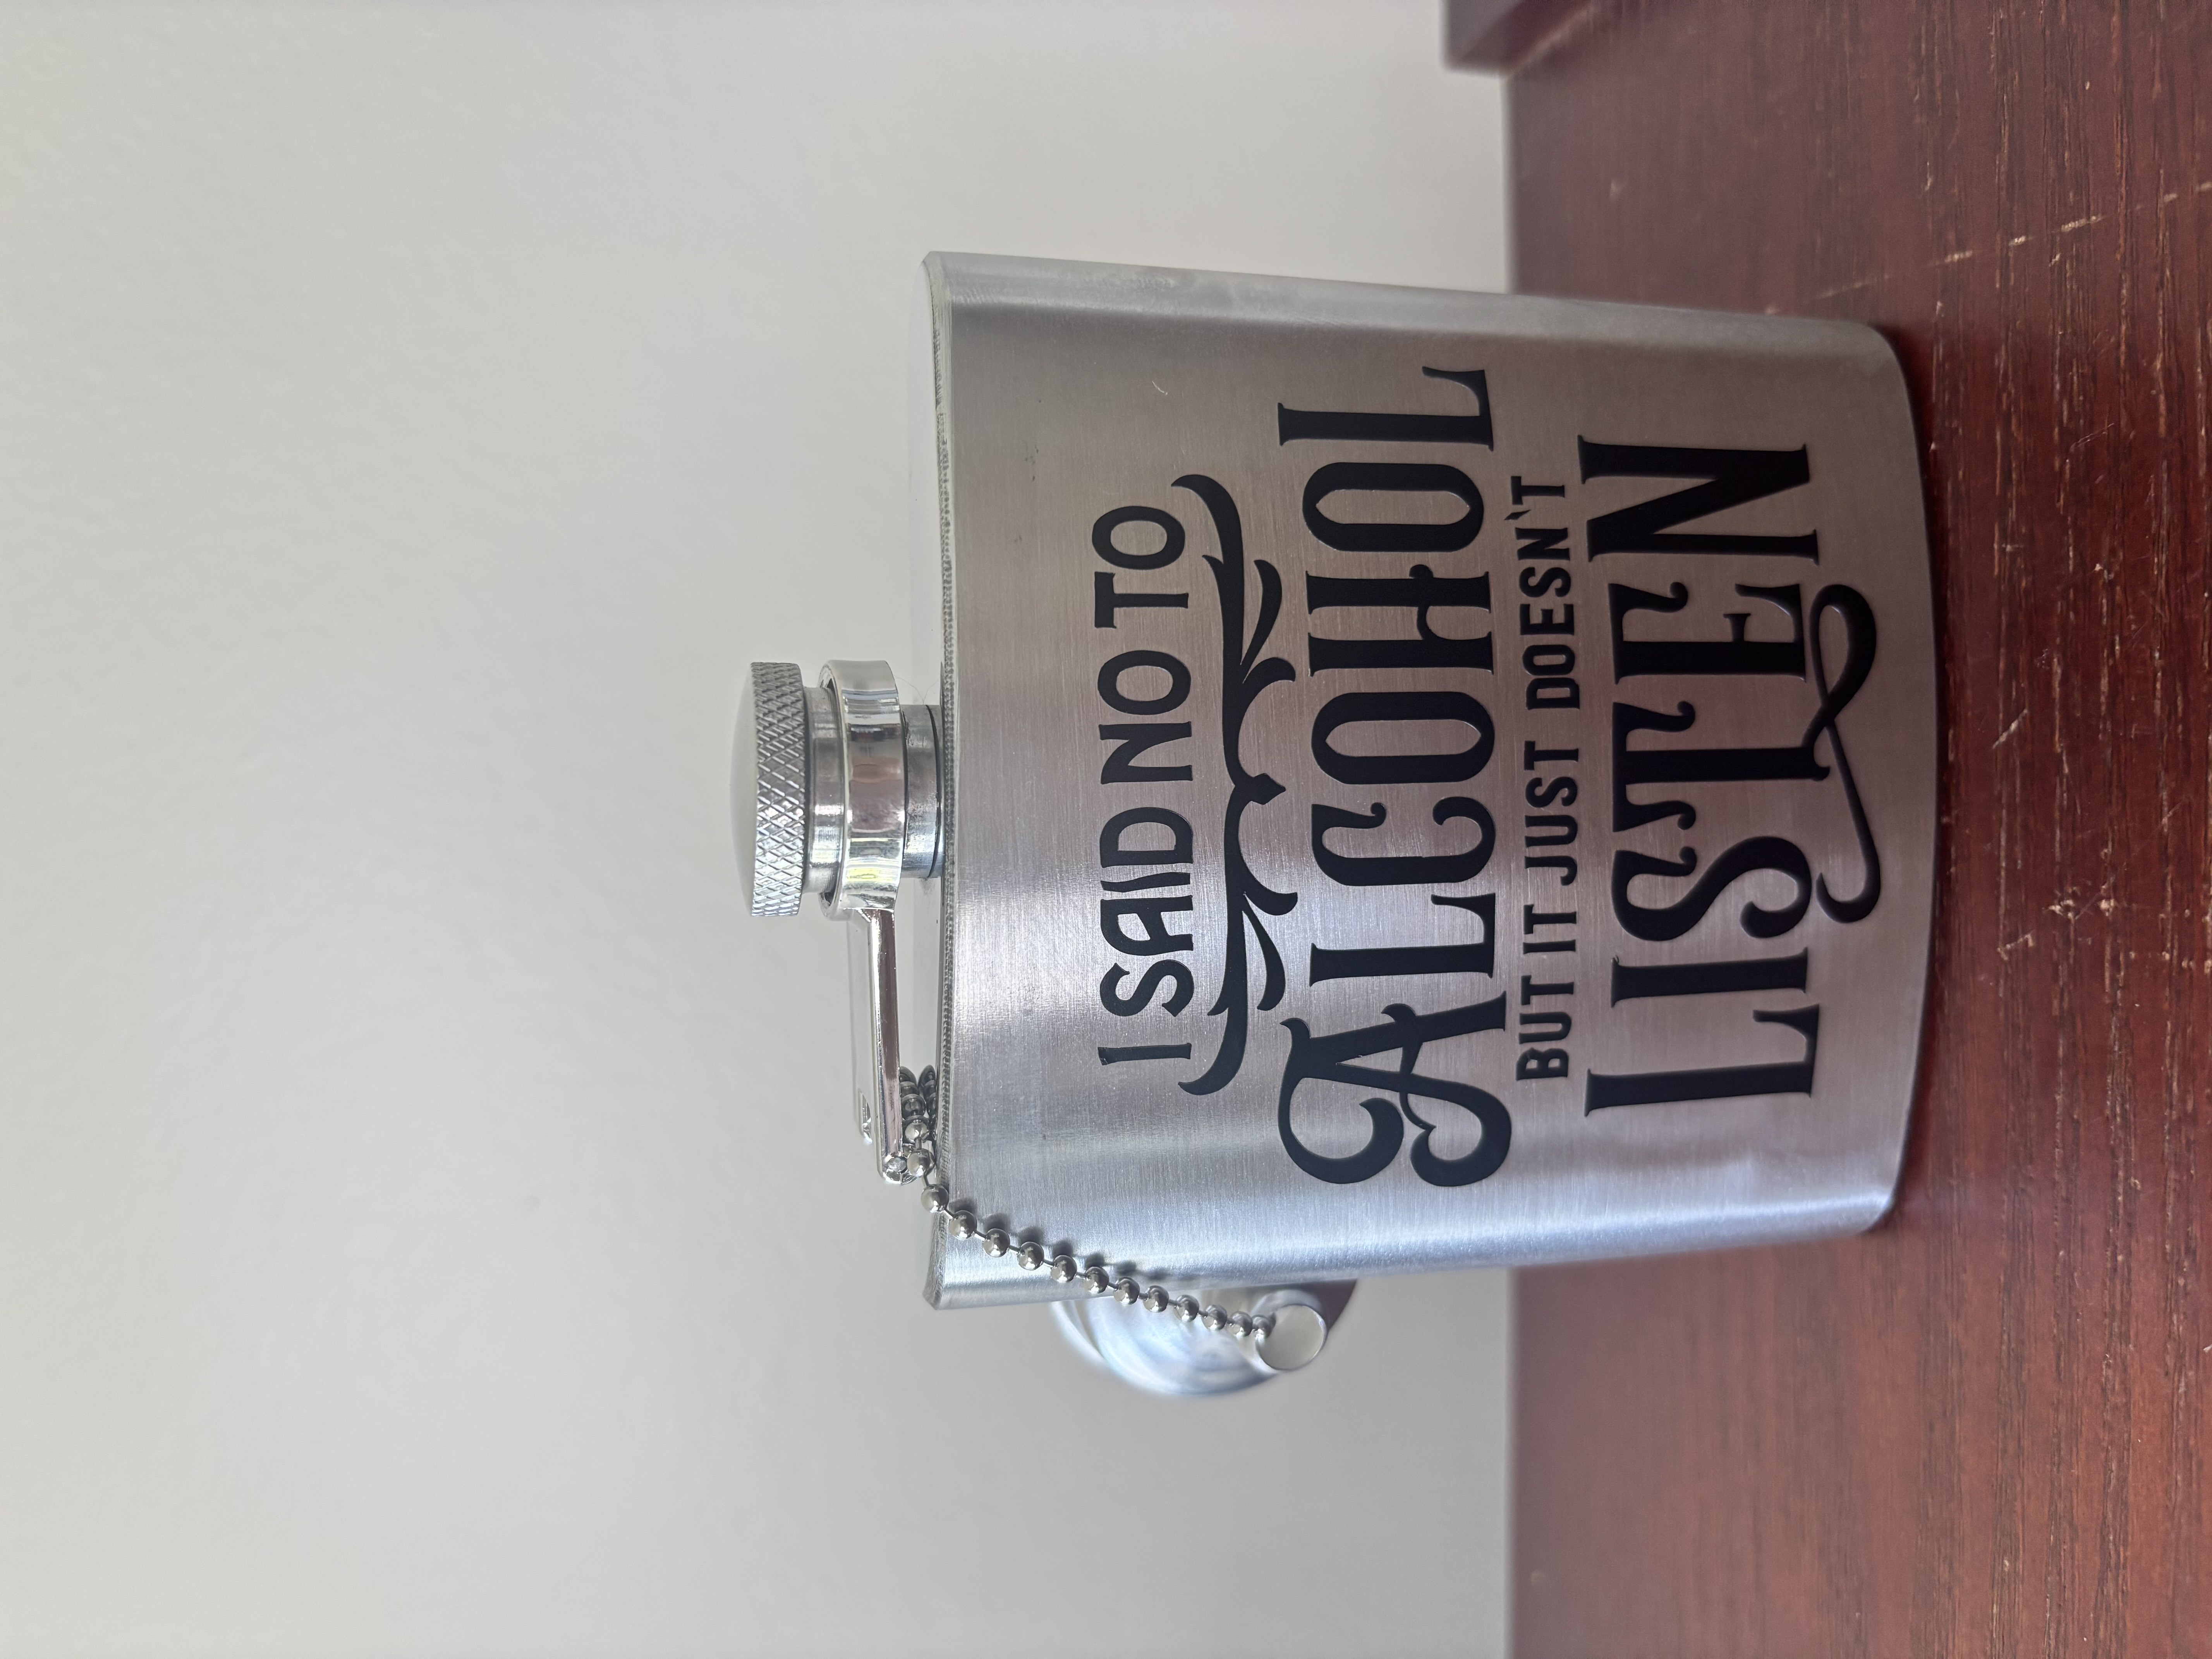 I SAID NO TO
ALCOHOL
BUT IT JUST DOESN'T
LISTEN